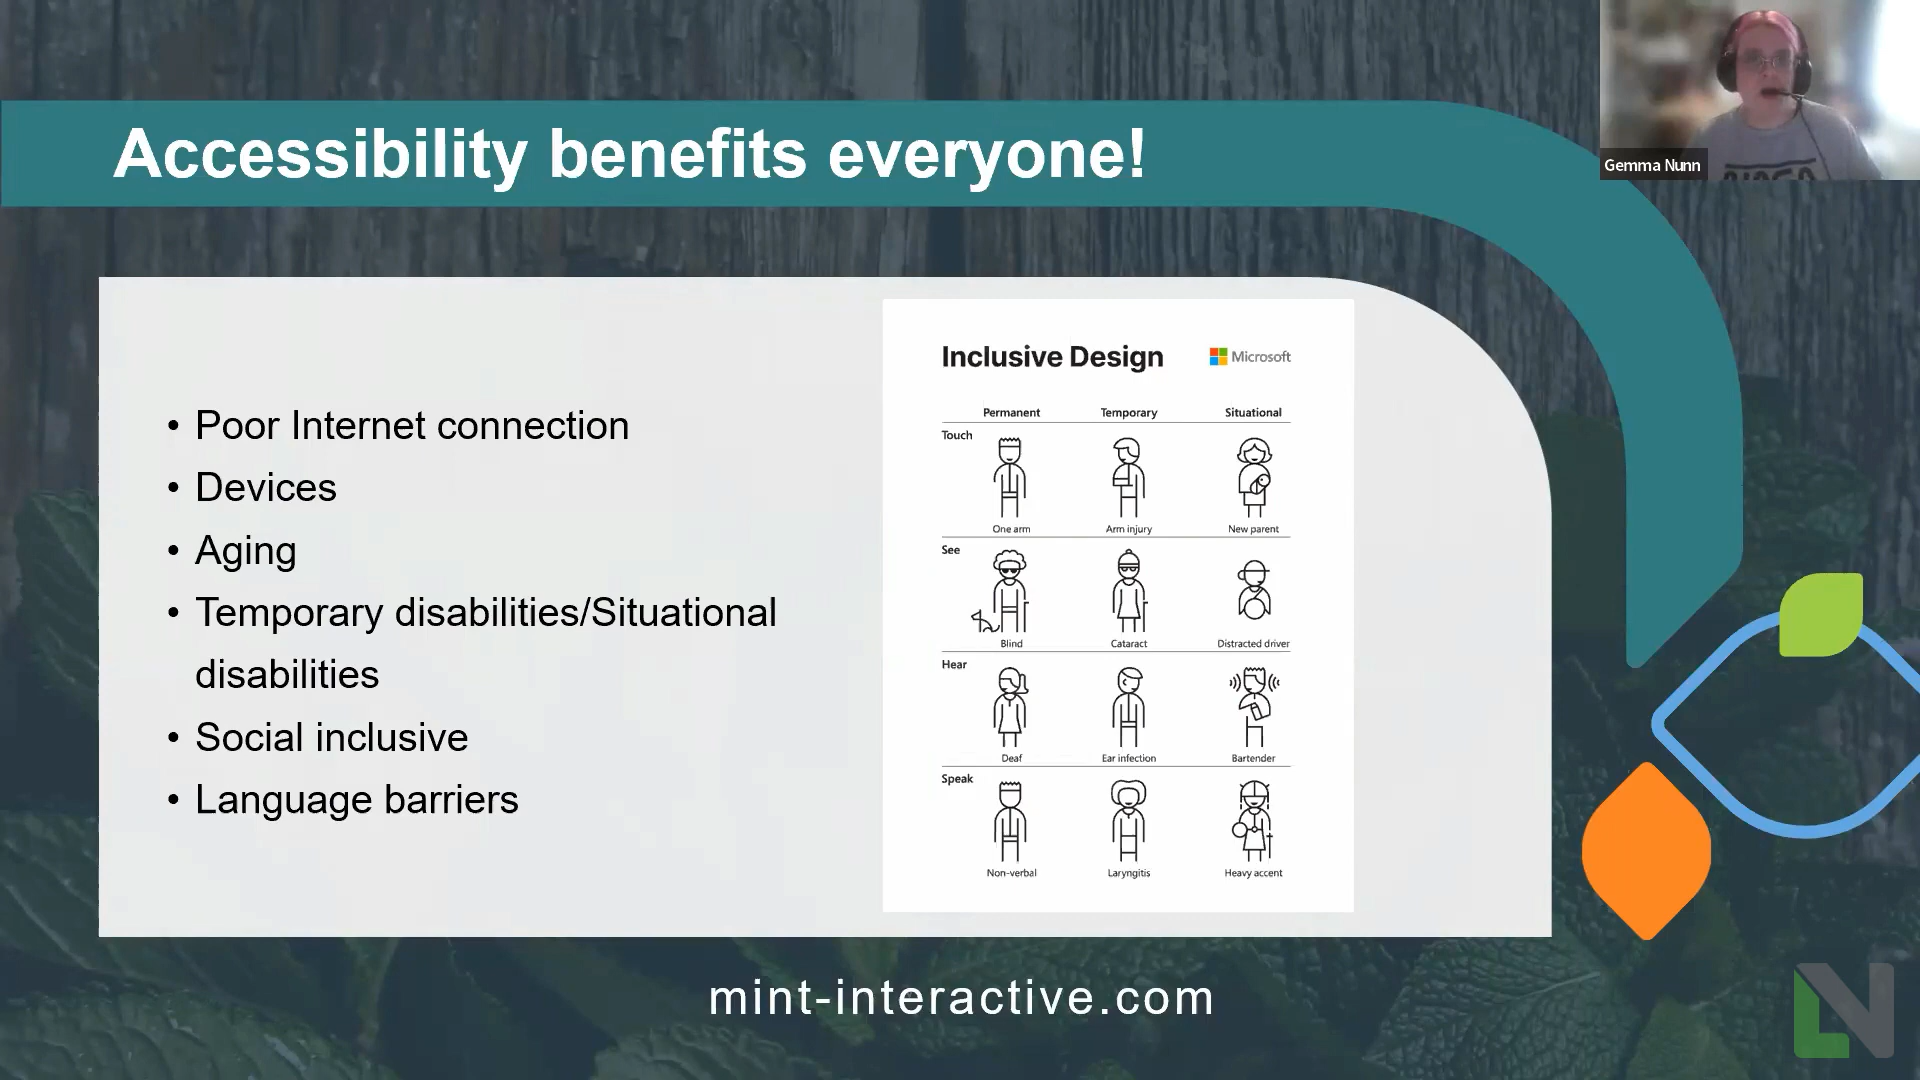 Accessibility benefits everyone!
Gemma Nunn
• Poor Internet connection
• Devices
• Aging
• Temporary disabilities/Situational
disabilities
• Social inclusive
• Language barriers
Inclusive Design
Microsoft
Permanent Temporary Situational
Touch
One arm Arm injury New parent
See
Blind Cataract Distracted driver
Hear
Deaf Ear infection Bartender
Speak
Non-verbal Laryngitis Heavy accent
mint-interactive.com
LN